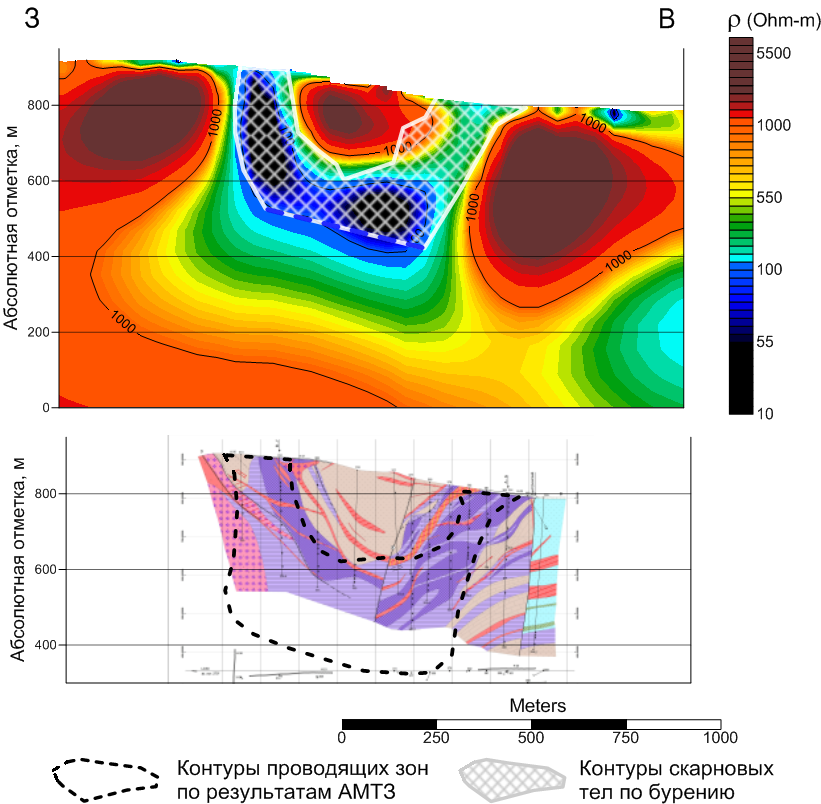 З
В
ρ (Ohm-m)
5500
1000
550
100
55
10
Абсолютная отметка, м
800
600
400
200
0
1000
1000
1000
1000
1000
1000
Абсолютная отметка, м
800
600
400
Meters
0 250 500 750 1000
Контуры проводящих зон
по результатам АМТЗ
Контуры скарновых
тел по бурению